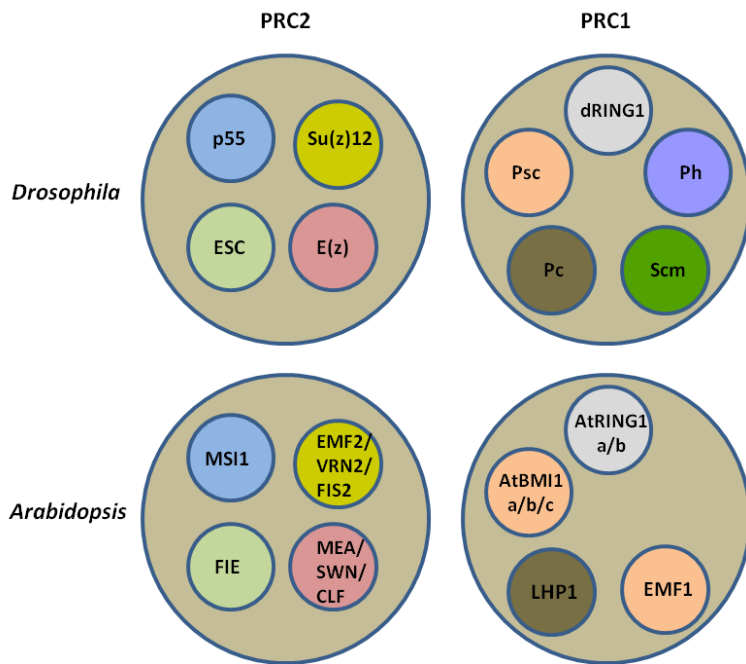 PRC2
PRC1
Drosophila
p55
Su(z)12
ESC
E(z)
dRING1
Psc
Ph
Pc
Scm
Arabidopsis
MSI1
EMF2/
VRN2/
FIS2
FIE
MEA/
SWN/
CLF
AtRING1
a/b
AtBMI1
a/b/c
LHP1
EMF1